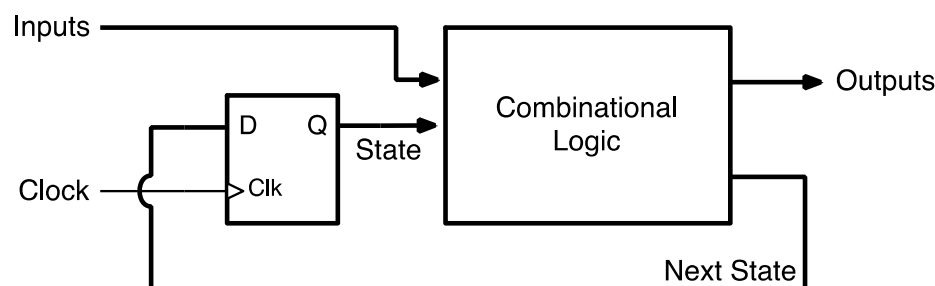 Inputs
Outputs
Combinational
Logic
D
Q
State
Clock
Clk
Next State